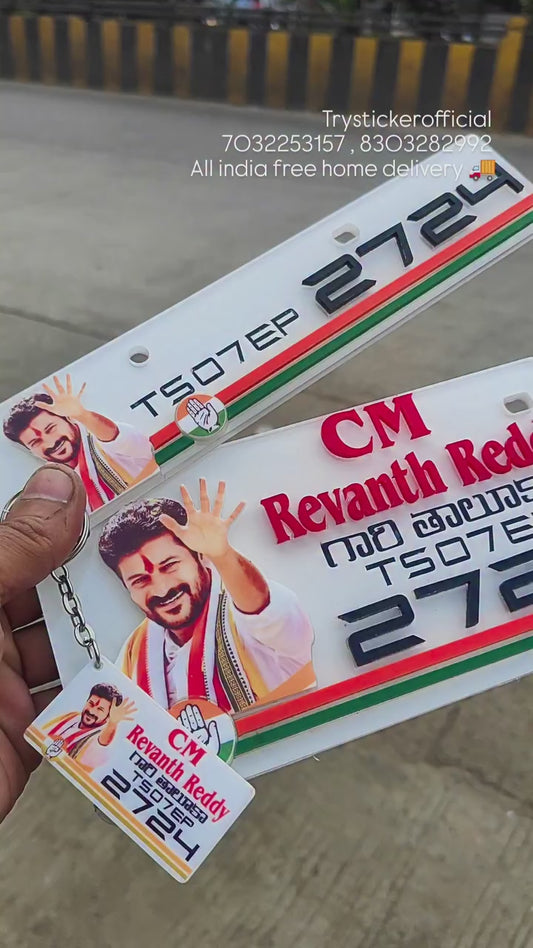 Trystickerofficial
7032253157 , 8303282992
All india free home delivery 🚚
TS07EP 2724
CM
Revanth Redd
గారి తాలూకా
TS07E
272
CM
Revanth Reddy
గారి తాలూకా
TS07EP
2724